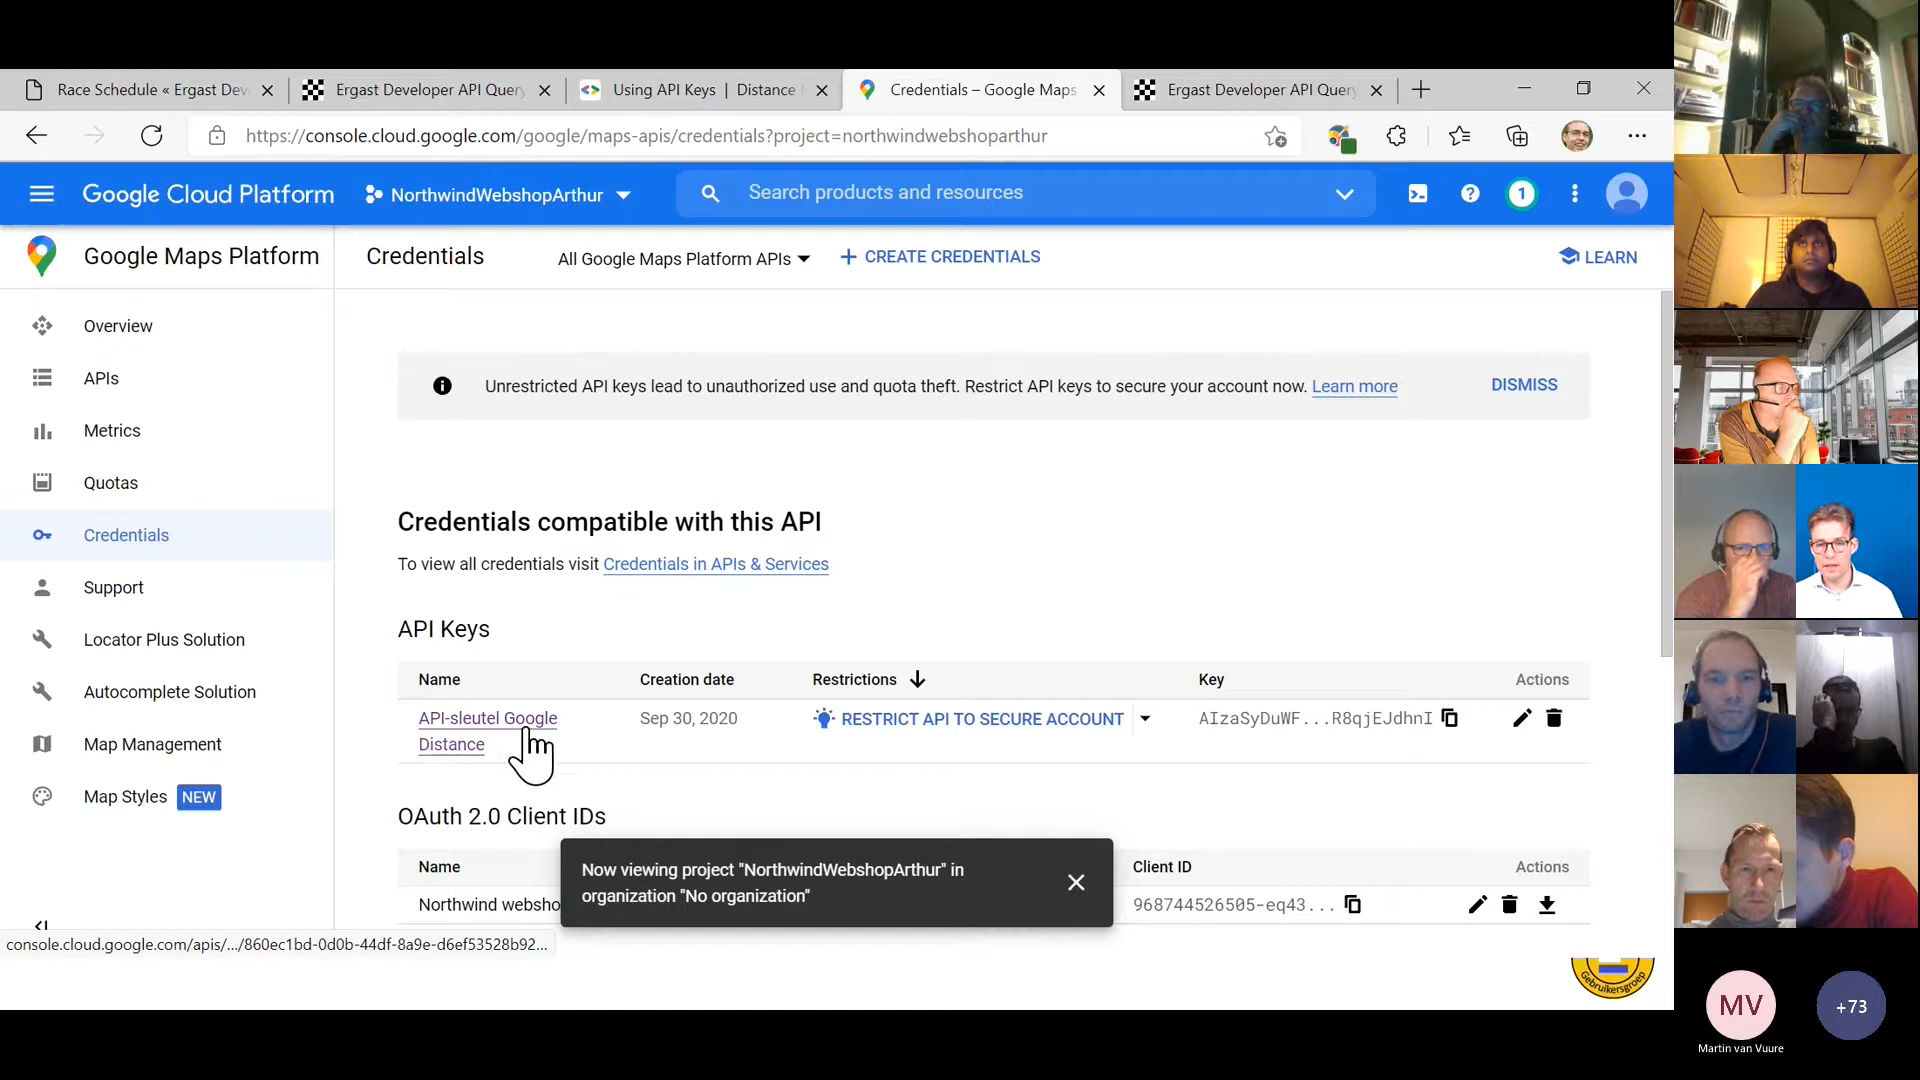 Race Schedule « Ergast Dev
Ergast Developer API Query
Using API Keys | Distance
Credentials – Google Maps
Ergast Developer API Query
https://console.cloud.google.com/google/maps-apis/credentials?project=northwindwebshoparthur
Google Cloud Platform
NorthwindWebshopArthur
Search products and resources
1
Google Maps Platform
Credentials
All Google Maps Platform APIs
CREATE CREDENTIALS
LEARN
Overview
APIs
Metrics
Quotas
Credentials
Support
Locator Plus Solution
Autocomplete Solution
Map Management
Map Styles NEW
Unrestricted API keys lead to unauthorized use and quota theft. Restrict API keys to secure your account now. Learn more
DISMISS
Credentials compatible with this API
To view all credentials visit Credentials in APIs & Services
API Keys
Name Creation date Restrictions Key Actions
API-sleutel Google
Distance
Sep 30, 2020
RESTRICT API TO SECURE ACCOUNT
AIzaSyDuWF...R8qjEJdhnI
OAuth 2.0 Client IDs
Name Client ID Actions
Northwind websho
968744526505-eq43...
Now viewing project "NorthwindWebshopArthur" in
organization "No organization"
console.cloud.google.com/apis/.../860ec1bd-0d0b-44df-8a9e-d6ef53528b92...
Gebruikersgroep
MV
+73
Martin van Vuure